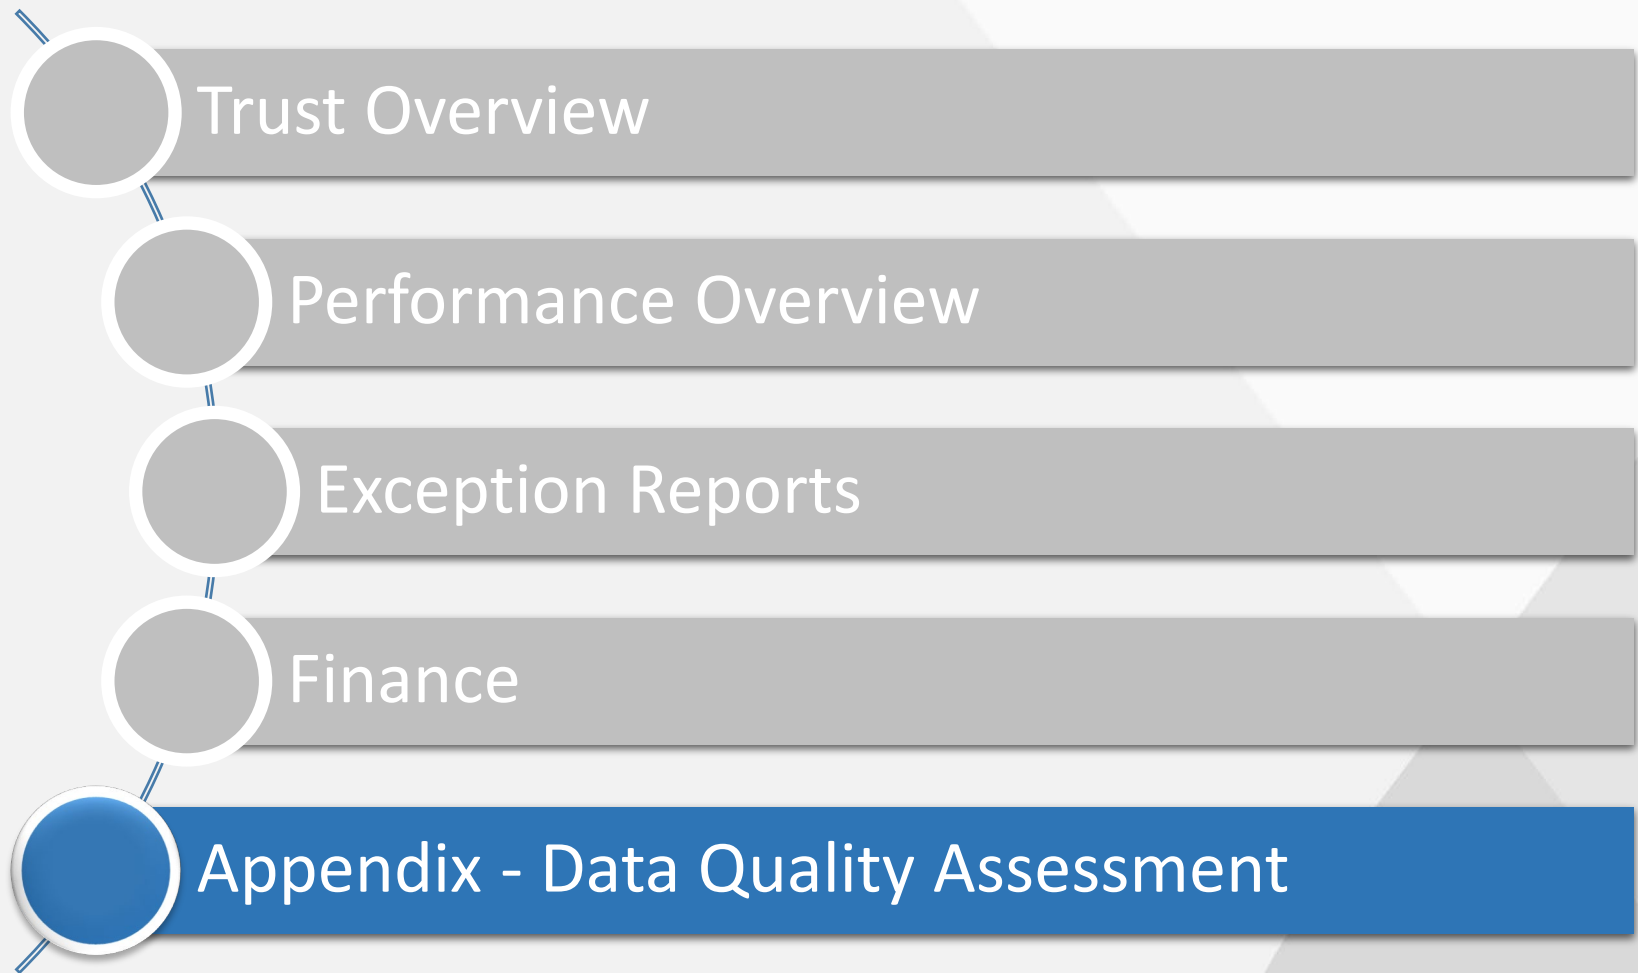 Trust Overview
Performance Overview
Exception Reports
Finance
Appendix - Data Quality Assessment